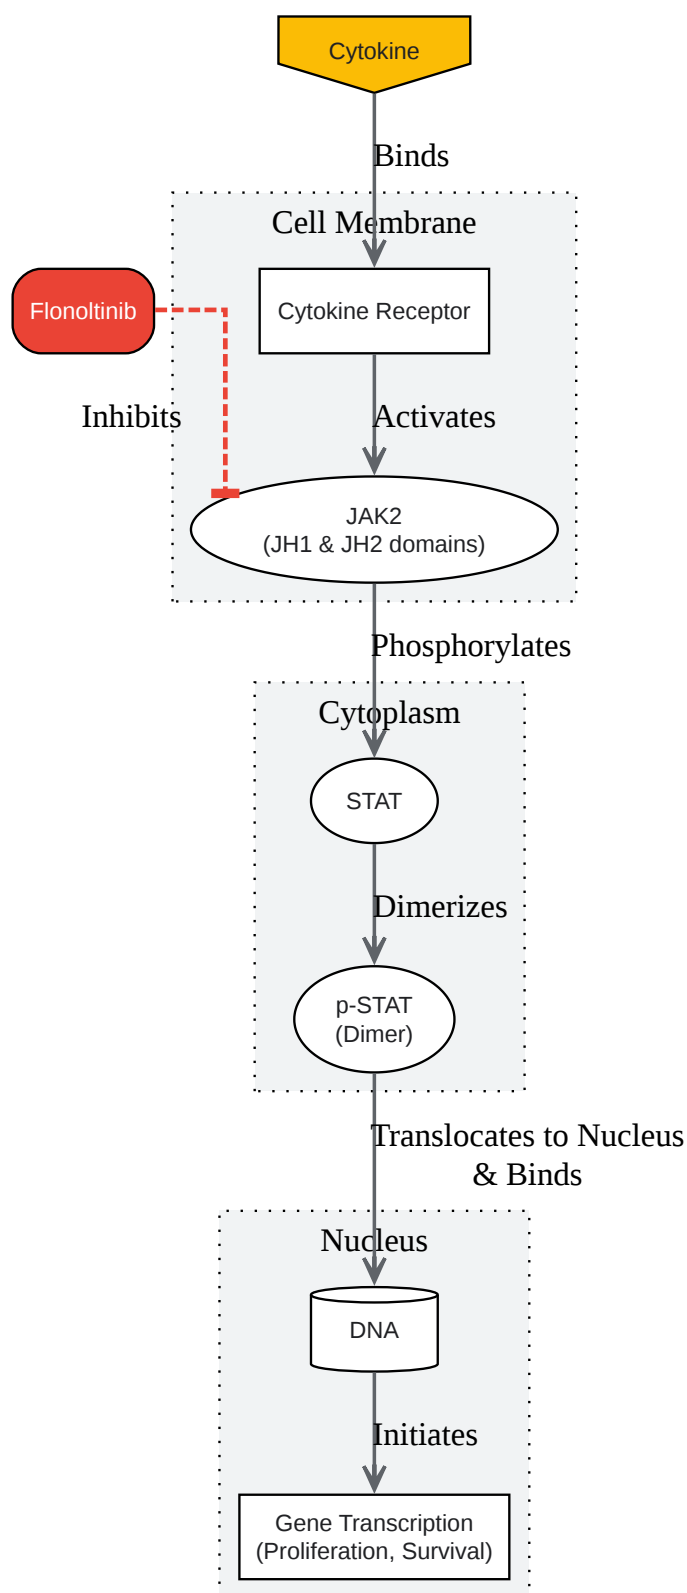 Cytokine
Binds
Cell Membrane
Flonoltinib
Cytokine Receptor
Inhibits
Activates
JAK2
(JH1 & JH2 domains)
Phosphorylates
Cytoplasm
STAT
Dimerizes
p-STAT
(Dimer)
Translocates to Nucleus
& Binds
Nucleus
DNA
Initiates
Gene Transcription
(Proliferation, Survival)